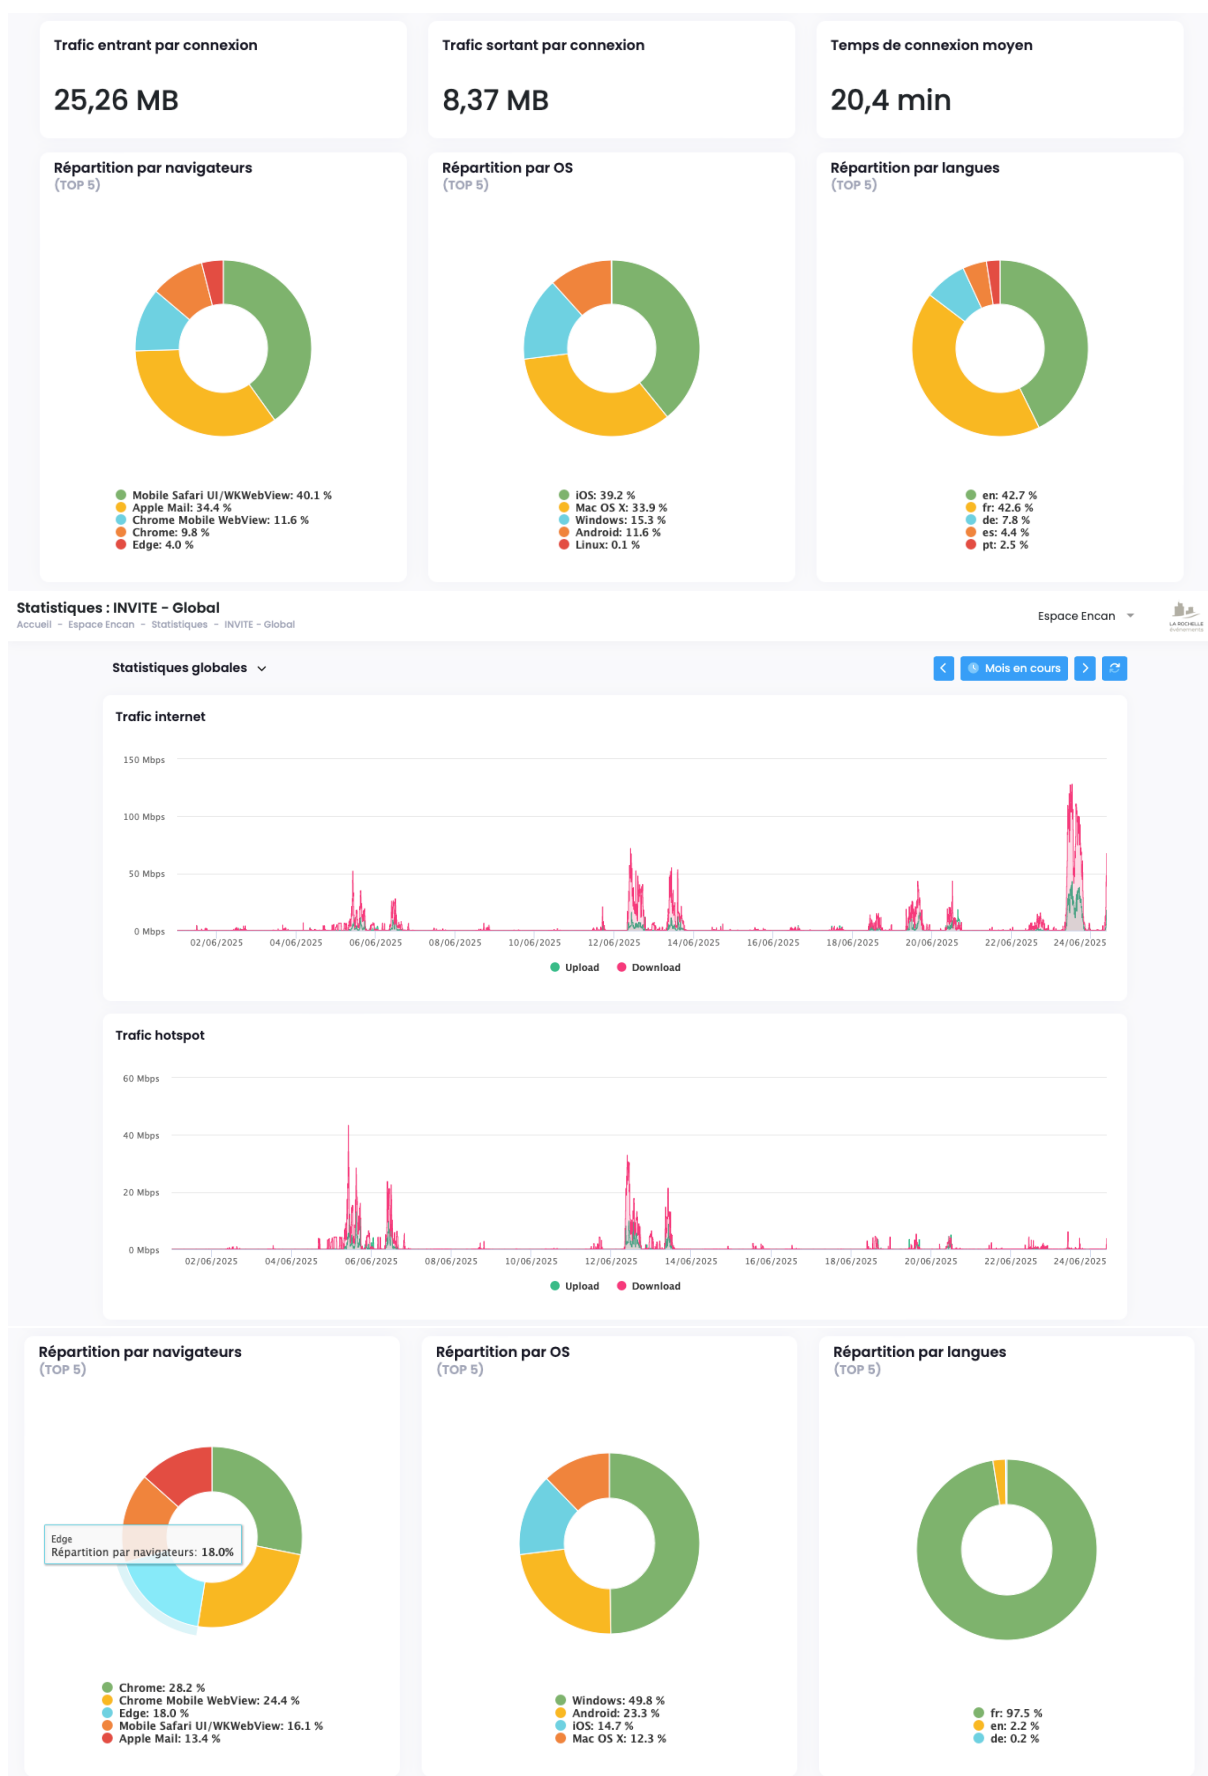 Trafic entrant par connexion
25,26 MB
Trafic sortant par connexion
8,37 MB
Temps de connexion moyen
20,4 min
Répartition par navigateurs
(TOP 5)
Mobile Safari UI/WKWebView: 40.1 %
Apple Mail: 34.4 %
Chrome Mobile WebView: 11.6 %
Chrome: 9.8 %
Edge: 4.0 %
Répartition par OS
(TOP 5)
iOS: 39.2 %
Mac OS X: 33.9 %
Windows: 15.3 %
Android: 11.6 %
Linux: 0.1 %
Répartition par langues
(TOP 5)
en: 42.7 %
fr: 42.6 %
de: 7.8 %
es: 4.4 %
pt: 2.5 %
Statistiques : INVITE - Global
Accueil - Espace Encan - Statistiques - INVITE - Global
Espace Encan
LA ROCHELLE
événements
Statistiques globales
Mois en cours
Trafic internet
150 Mbps
100 Mbps
50 Mbps
0 Mbps
02/06/2025 04/06/2025 06/06/2025 08/06/2025 10/06/2025 12/06/2025 14/06/2025 16/06/2025 18/06/2025 20/06/2025 22/06/2025 24/06/2025
Upload Download
Trafic hotspot
60 Mbps
40 Mbps
20 Mbps
0 Mbps
02/06/2025 04/06/2025 06/06/2025 08/06/2025 10/06/2025 12/06/2025 14/06/2025 16/06/2025 18/06/2025 20/06/2025 22/06/2025 24/06/2025
Upload Download
Répartition par navigateurs
(TOP 5)
Edge
Répartition par navigateurs: 18.0%
Chrome: 28.2 %
Chrome Mobile WebView: 24.4 %
Edge: 18.0 %
Mobile Safari UI/WKWebView: 16.1 %
Apple Mail: 13.4 %
Répartition par OS
(TOP 5)
Windows: 49.8 %
Android: 23.3 %
iOS: 14.7 %
Mac OS X: 12.3 %
Répartition par langues
(TOP 5)
fr: 97.5 %
en: 2.2 %
de: 0.2 %